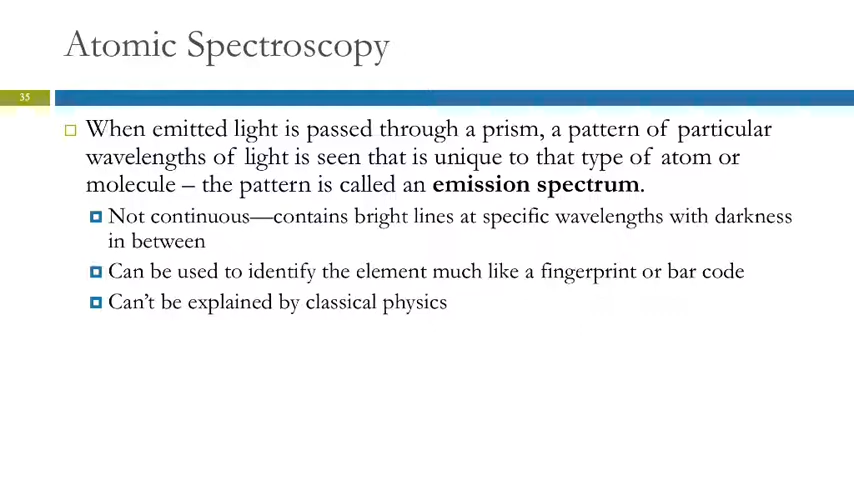 Atomic Spectroscopy
35
When emitted light is passed through a prism, a pattern of particular
wavelengths of light is seen that is unique to that type of atom or
molecule – the pattern is called an emission spectrum.
Not continuous—contains bright lines at specific wavelengths with darkness
in between
Can be used to identify the element much like a fingerprint or bar code
Can’t be explained by classical physics